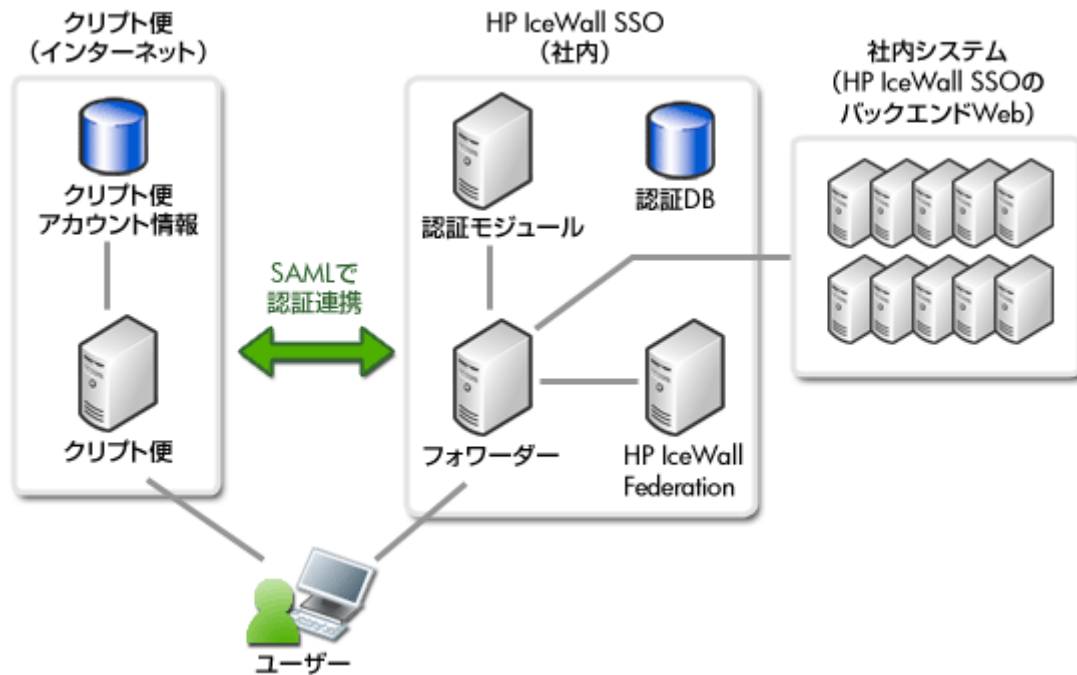 クリプト便
（インターネット）
HP IceWall SSO
（社内）
社内システム
（HP IceWall SSOの
バックエンドWeb）
クリプト便
アカウント情報
認証モジュール
認証DB
SAMLで
認証連携
クリプト便
フォワーダー
HP IceWall
Federation
ユーザー